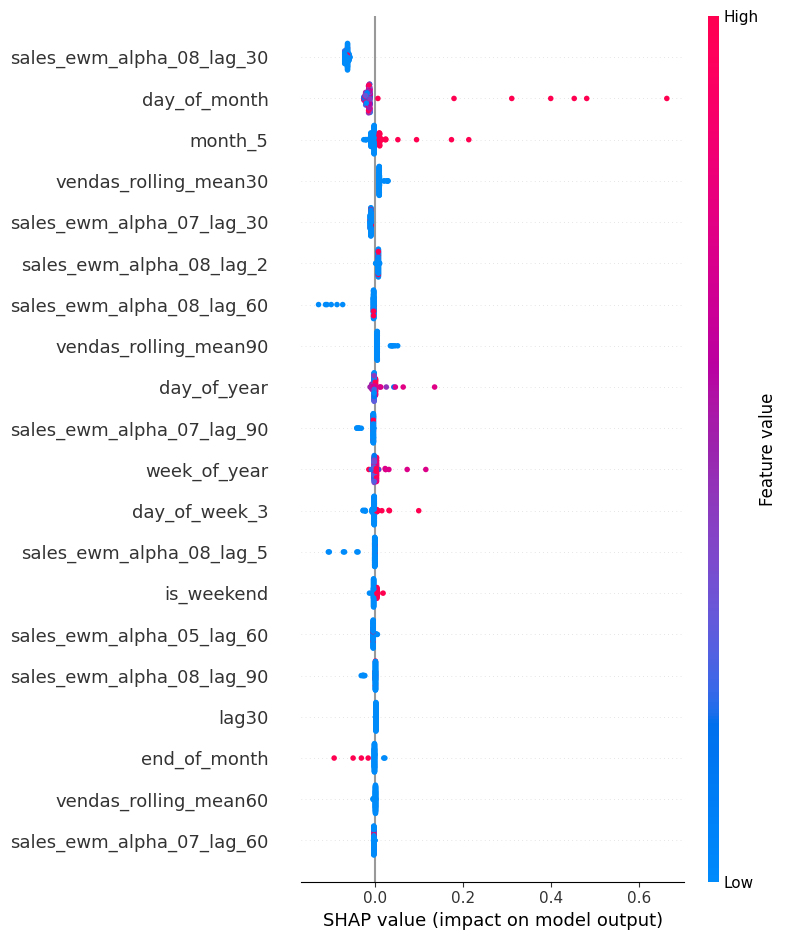 High
sales_ewm_alpha_08_lag_30
day_of_month
month_5
vendas_rolling_mean30
sales_ewm_alpha_07_lag_30
sales_ewm_alpha_08_lag_2
sales_ewm_alpha_08_lag_60
vendas_rolling_mean90
day_of_year
sales_ewm_alpha_07_lag_90
week_of_year
day_of_week_3
sales_ewm_alpha_08_lag_5
is_weekend
sales_ewm_alpha_05_lag_60
sales_ewm_alpha_08_lag_90
lag30
end_of_month
vendas_rolling_mean60
sales_ewm_alpha_07_lag_60
Feature value
Low
0.0 0.2 0.4 0.6
SHAP value (impact on model output)